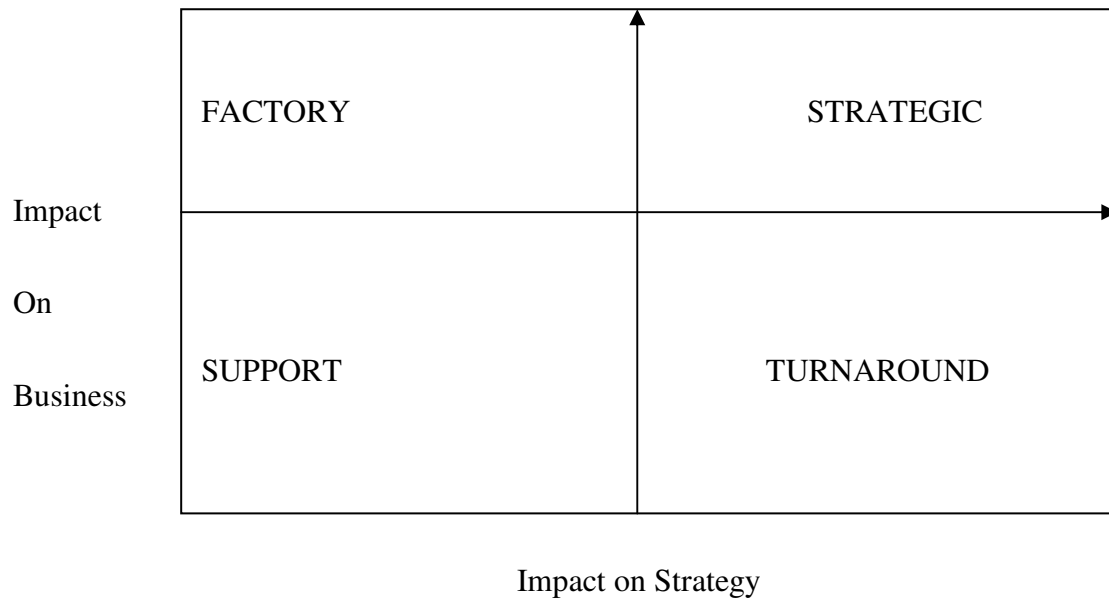 FACTORY
STRATEGIC
Impact
On
Business
SUPPORT
TURNAROUND
Impact on Strategy